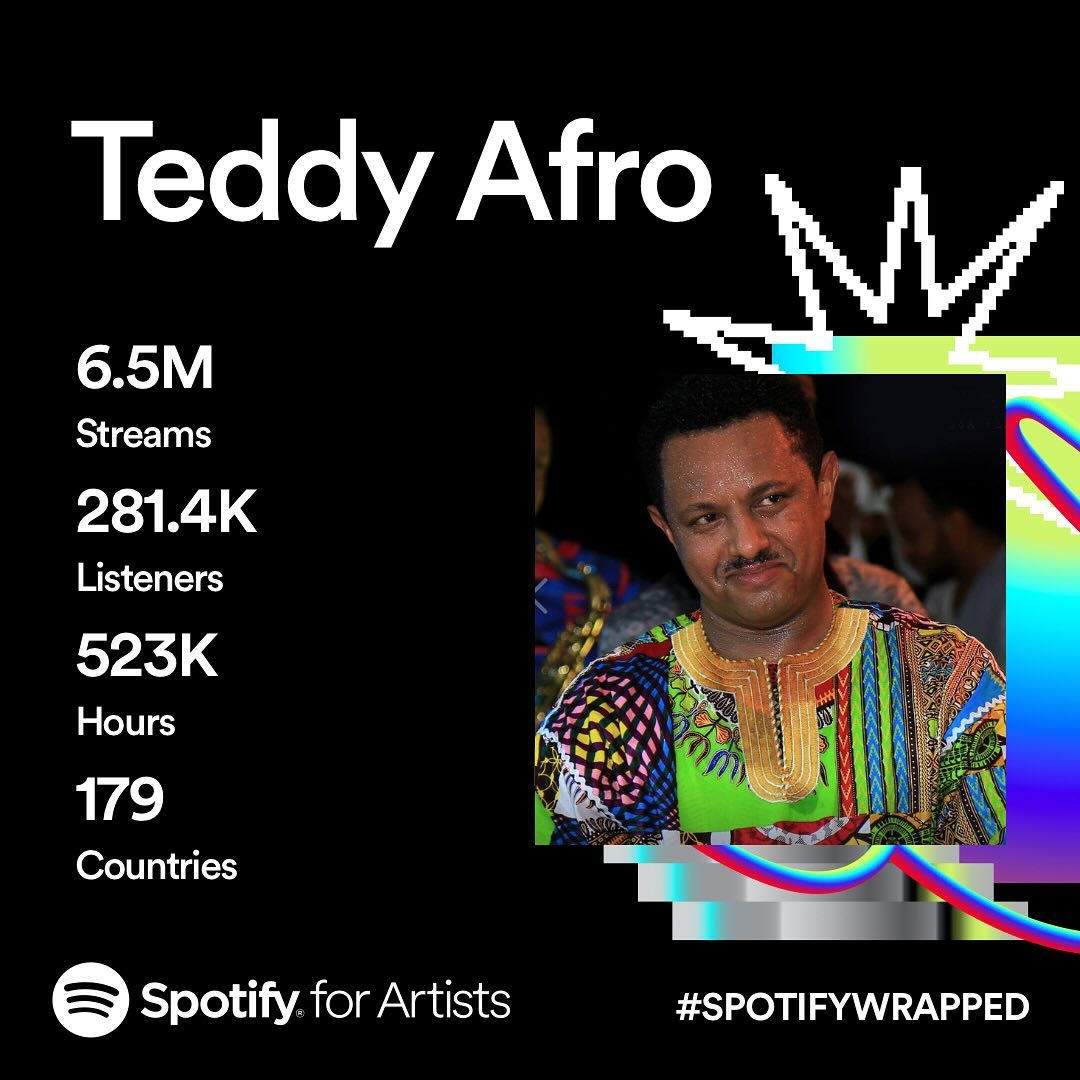 Teddy Afro
6.5M
Streams
281.4K
Listeners
523K
Hours
179
Countries
Spotify® for Artists
#SPOTIFYWRAPPED